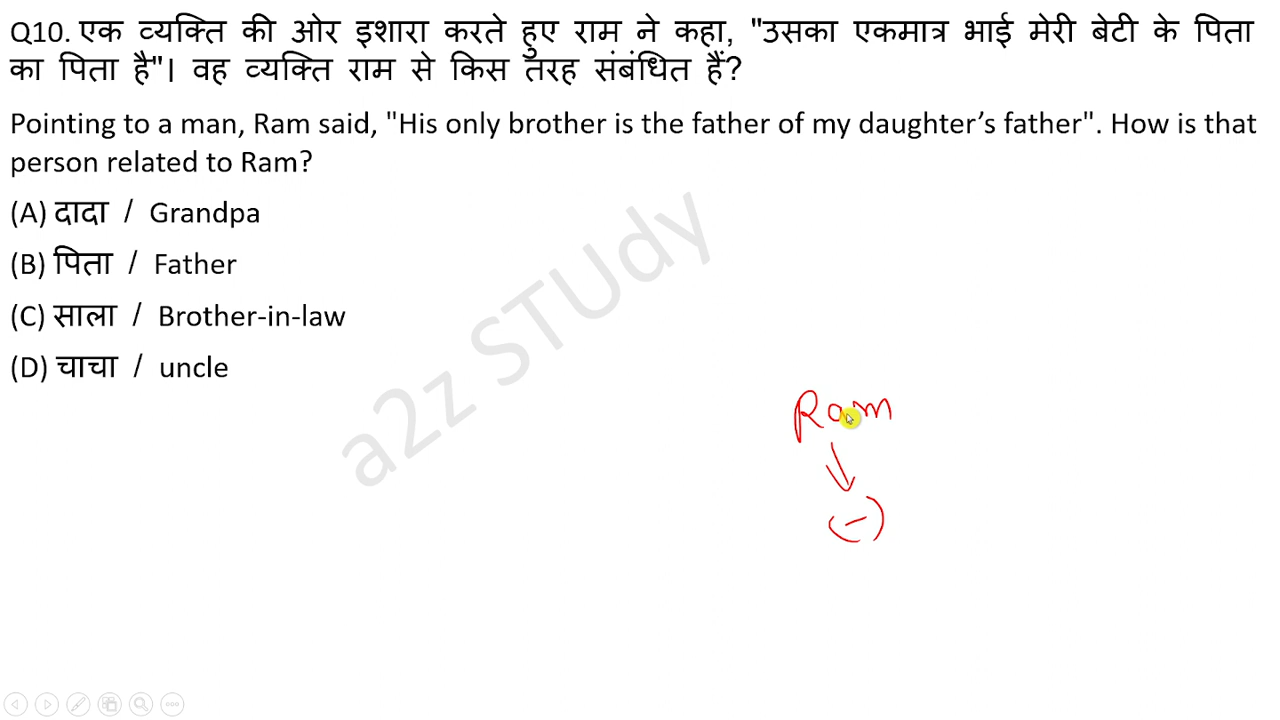 Q10. एक व्यक्ति की ओर इशारा करते हुए राम ने कहा, "उसका एकमात्र भाई मेरी बेटी के पिता
का पिता है"। वह व्यक्ति राम से किस तरह संबंधित हैं?
Pointing to a man, Ram said, "His only brother is the father of my daughter’s father". How is that
person related to Ram?
(A) दादा / Grandpa
(B) पिता / Father
(C) साला / Brother-in-law
(D) चाचा / uncle
a2z STUdy
Ram
(-)